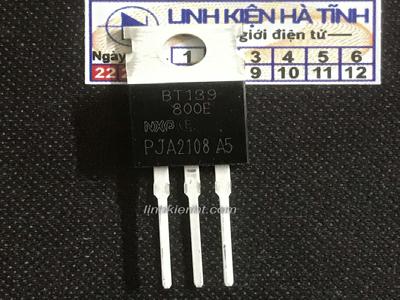 LINH KIỆN HÀ TĨNH
giới điện tử
Ngày 1 3 4 5 6
22 9 10 11 12
BT139
800E
NXP E
PJA2108 A5
linhkienht.com